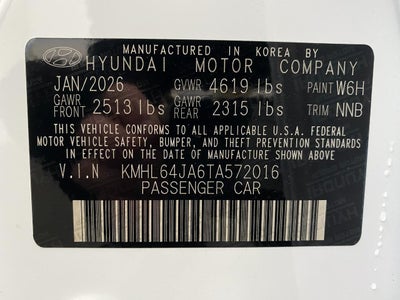 MANUFACTURED IN KOREA BY
HYUNDAI MOTOR COMPANY
JAN/2026 GVWR 4619 lbs PAINT W6H
GAWR FRONT 2513 lbs GAWR REAR 2315 lbs TRIM NNB
THIS VEHICLE CONFORMS TO ALL APPLICABLE U.S.A. FEDERAL
MOTOR VEHICLE SAFETY, BUMPER, AND THEFT PREVENTION STANDARDS
IN EFFECT ON THE DATE OF MANUFACTURE SHOWN ABOVE.
V.I.N KMHL64JA6TA572016
PASSENGER CAR